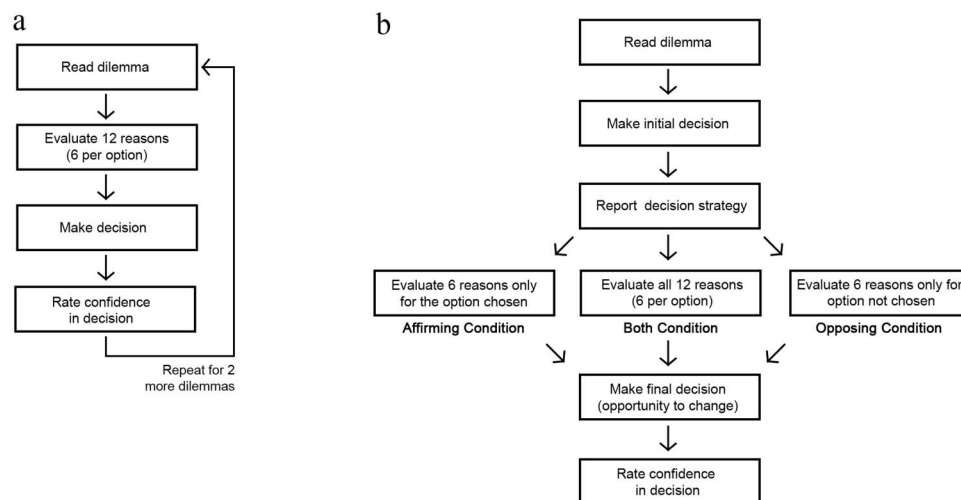 a
Read dilemma
Evaluate 12 reasons
(6 per option)
Make decision
Rate confidence
in decision
Repeat for 2
more dilemmas
b
Read dilemma
Make initial decision
Report decision strategy
Evaluate 6 reasons only
for the option chosen
Affirming Condition
Evaluate all 12 reasons
(6 per option)
Both Condition
Evaluate 6 reasons only for
option not chosen
Opposing Condition
Make final decision
(opportunity to change)
Rate confidence
in decision